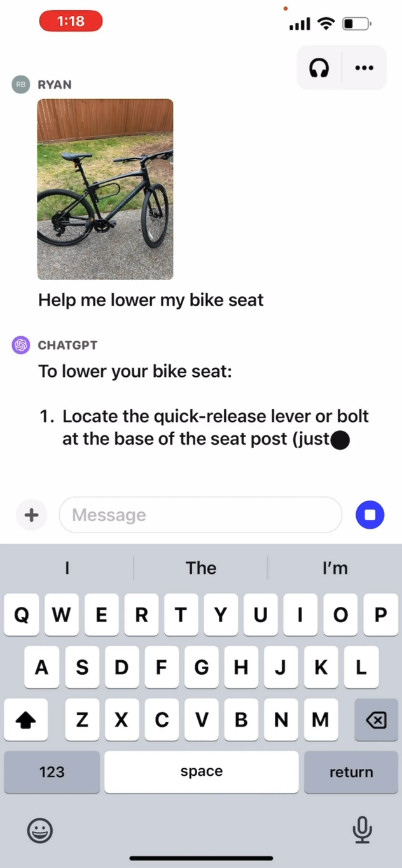 1:18
RB RYAN
Help me lower my bike seat
CHATGPT
To lower your bike seat:
1. Locate the quick-release lever or bolt
at the base of the seat post (just
Message
I The I’m
Q W E R T Y U I O P
A S D F G H J K L
Z X C V B N M
123 space return